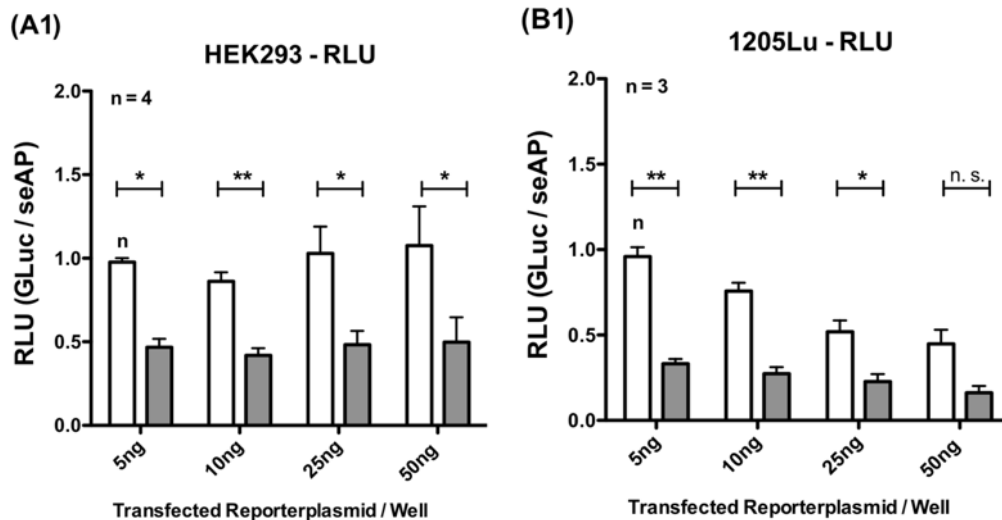 (A1)
HEK293 - RLU
n = 4
RLU (GLuc / seAP)
2.0
1.5
1.0
0.5
0.0
*
**
*
*
n
5ng
10ng
25ng
50ng
Transfected Reporterplasmid / Well
(B1)
1205Lu - RLU
n = 3
RLU (GLuc / seAP)
2.0
1.5
1.0
0.5
0.0
**
**
*
n. s.
n
5ng
10ng
25ng
50ng
Transfected Reporterplasmid / Well